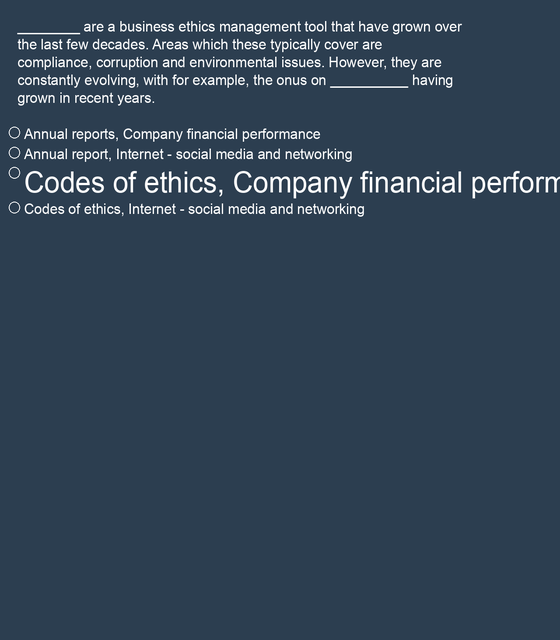 ________ are a business ethics management tool that have grown over
the last few decades. Areas which these typically cover are
compliance, corruption and environmental issues. However, they are
constantly evolving, with for example, the onus on __________ having
grown in recent years.
Annual reports, Company financial performance
Annual report, Internet - social media and networking
Codes of ethics, Company financial perform
Codes of ethics, Internet - social media and networking